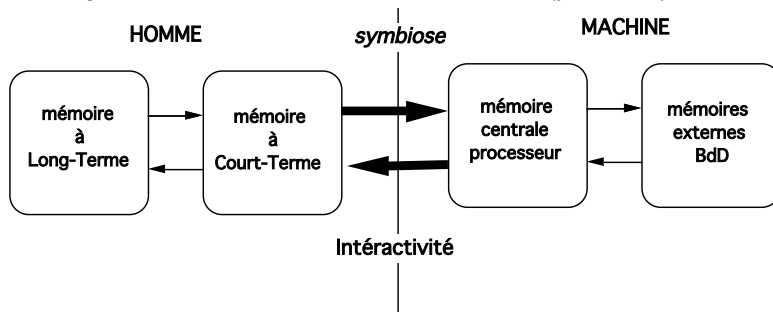 HOMME
symbiose
MACHINE
mémoire
à
Long-Terme
mémoire
à
Court-Terme
mémoire
centrale
processeur
mémoires
externes
BdD
Intéractivité